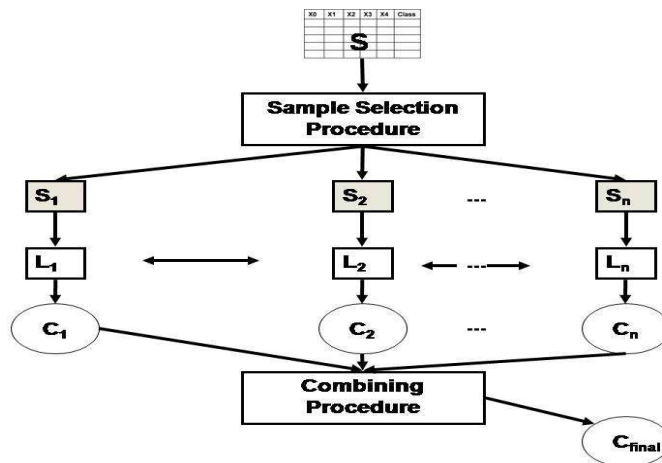 X0 X1 X2 X3 X4 Class
S
Sample Selection
Procedure
S₁ S₂ --- Sₙ
L₁ L₂ --- Lₙ
C₁ C₂ --- Cₙ
Combining
Procedure
C_final